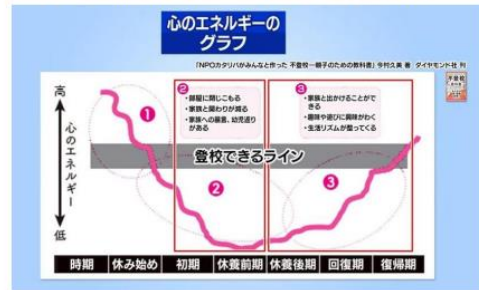 心のエネルギーの
グラフ
「NPOカタリバがみんなと作った 不登校ー親子のための教科書」今村久美 著 ダイヤモンド社 刊
高
心のエネルギー
低
❶
❷
・部屋に閉じこもる
・家族と関わりが減る
・家族への暴言、幼児返りがある
❸
・家族と出かけることができる
・趣味や遊びに興味がわく
・生活リズムが整ってくる
登校できるライン
❷
❸
時期 休み始め 初期 休養前期 休養後期 回復期 復帰期